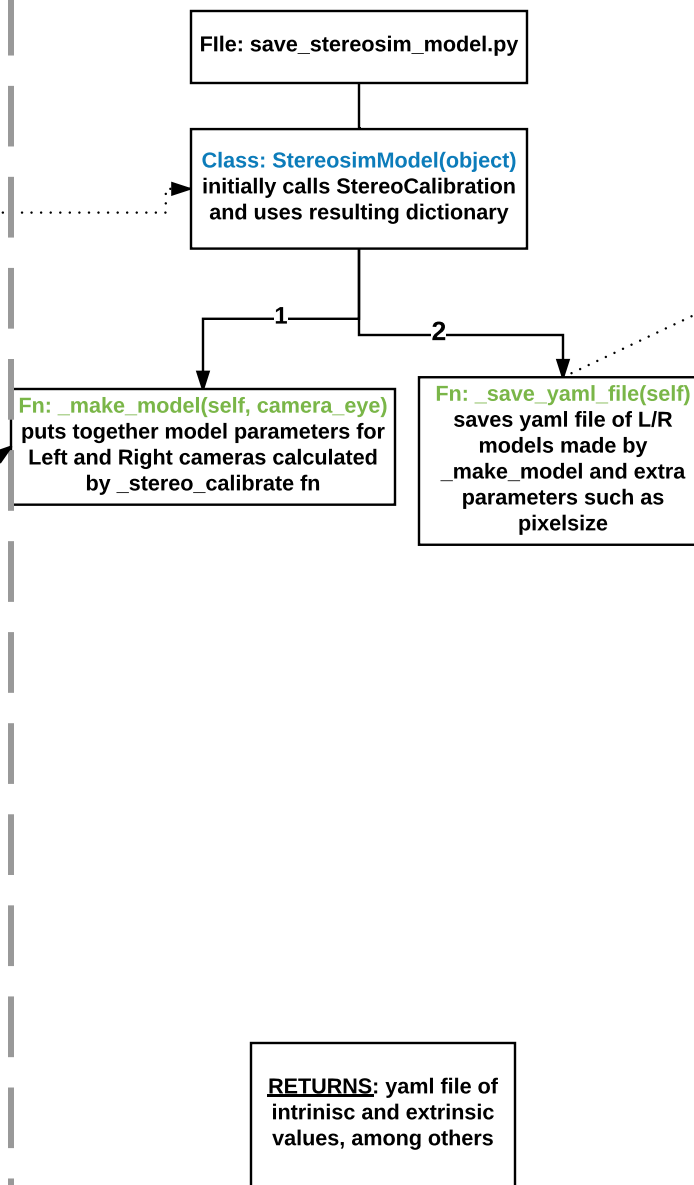 FIle: save_stereosim_model.py
Class: StereosimModel(object)
initially calls StereoCalibration
and uses resulting dictionary
1
2
Fn: _make_model(self, camera_eye)
puts together model parameters for
Left and Right cameras calculated
by _stereo_calibrate fn
Fn: _save_yaml_file(self)
saves yaml file of L/R
models made by
_make_model and extra
parameters such as
pixelsize
RETURNS: yaml file of
intrinisc and extrinsic
values, among others